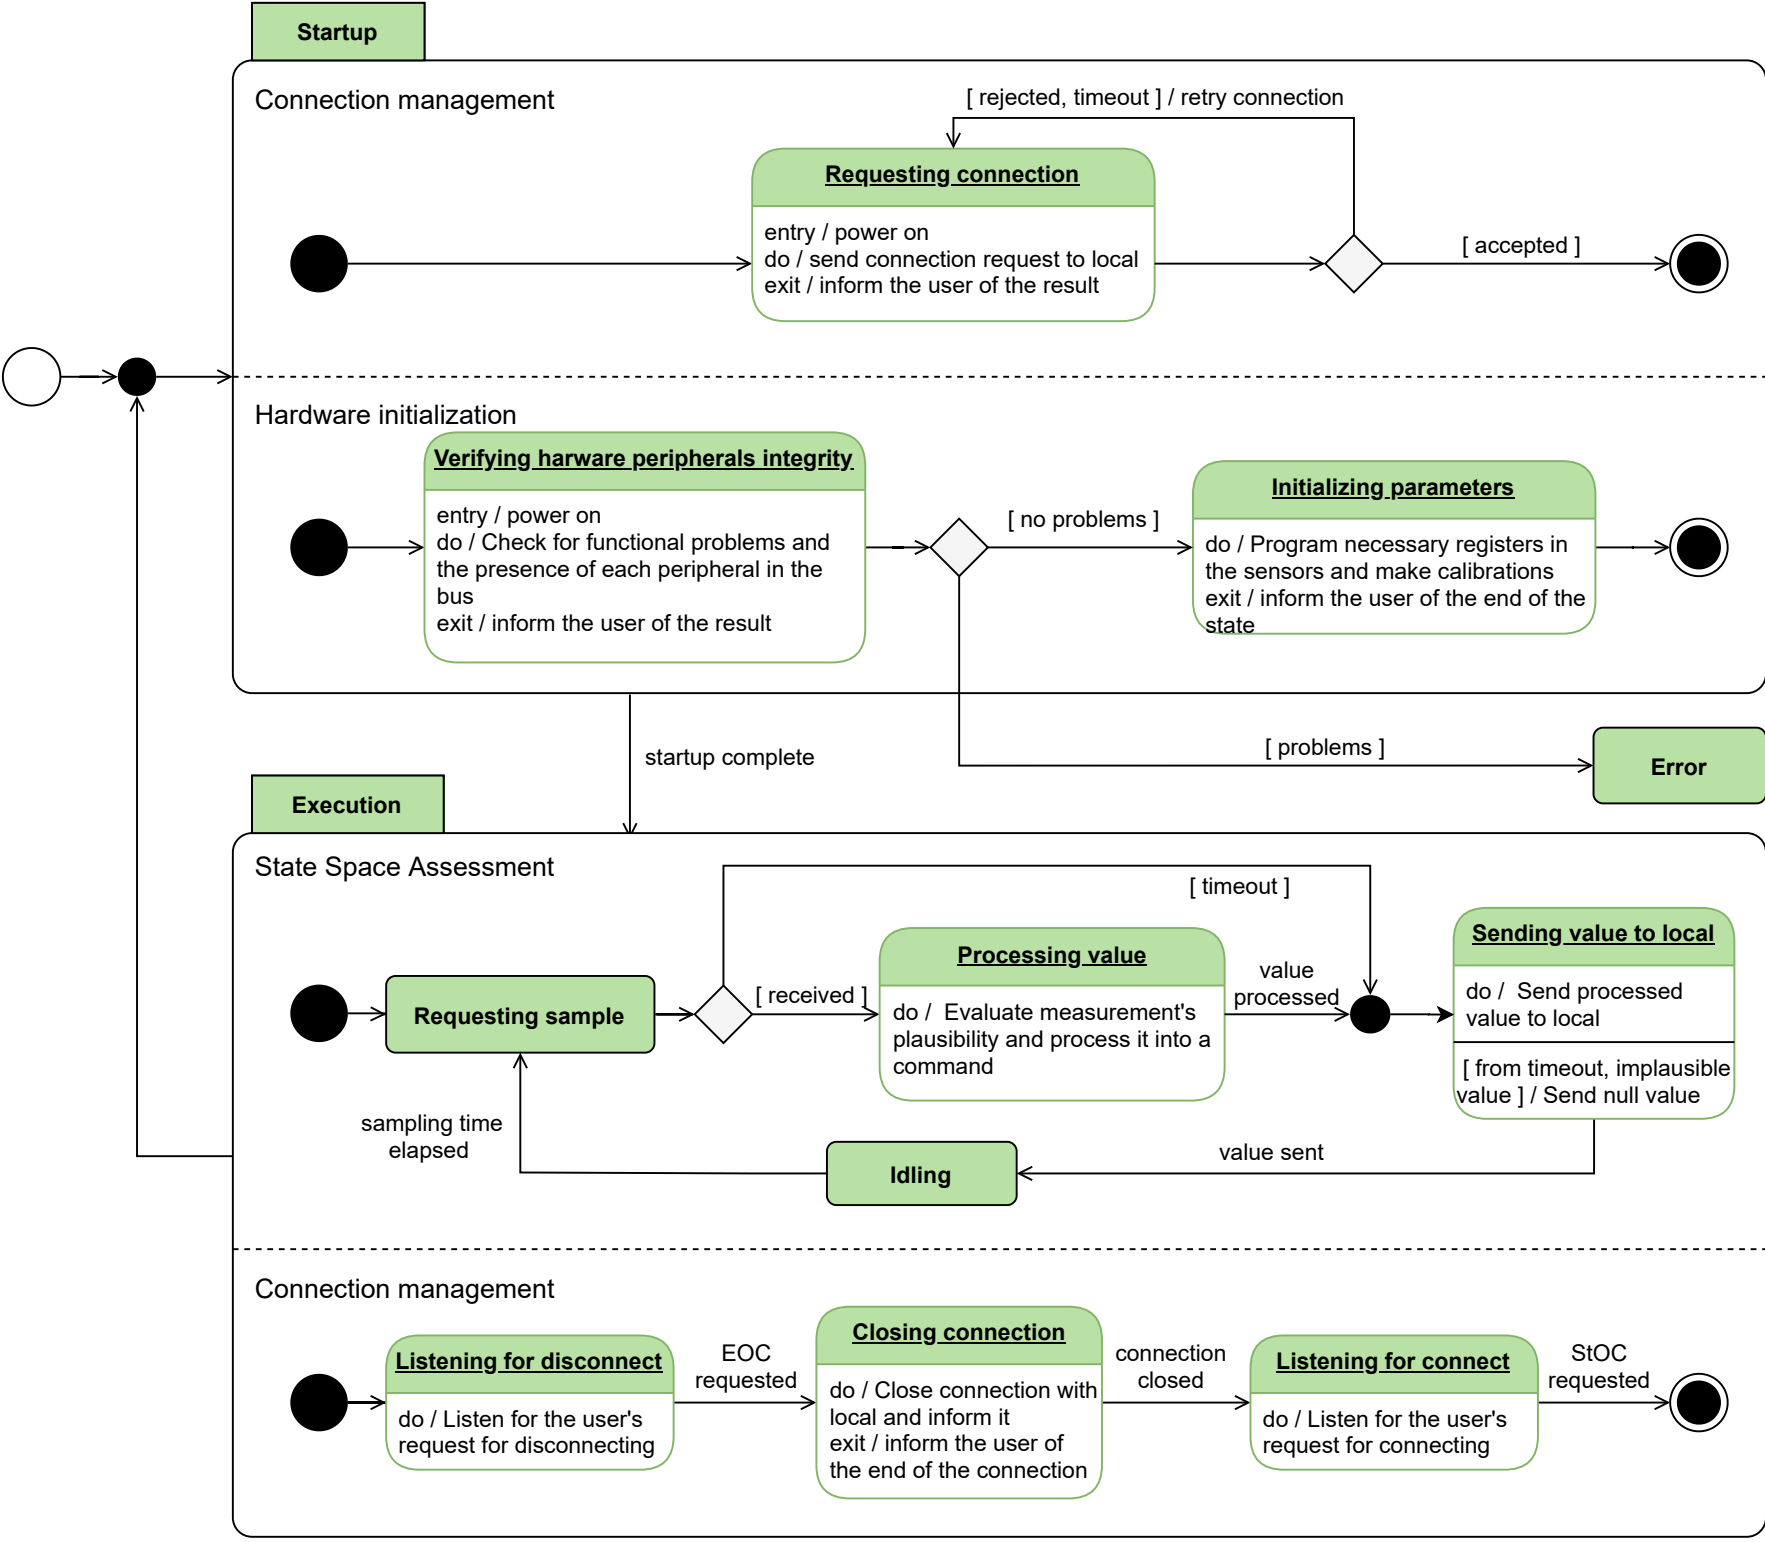 Startup
Connection management
[ rejected, timeout ] / retry connection
Requesting connection
entry / power on
do / send connection request to local
exit / inform the user of the result
[ accepted ]
Hardware initialization
Verifying harware peripherals integrity
entry / power on
do / Check for functional problems and
the presence of each peripheral in the
bus
exit / inform the user of the result
[ no problems ]
Initializing parameters
do / Program necessary registers in
the sensors and make calibrations
exit / inform the user of the end of the
state
startup complete
[ problems ]
Error
Execution
State Space Assessment
[ timeout ]
Requesting sample
[ received ]
Processing value
do /  Evaluate measurement's
plausibility and process it into a
command
value
processed
Sending value to local
do /  Send processed
value to local
[ from timeout, implausible
value ] / Send null value
sampling time
elapsed
Idling
value sent
Connection management
Listening for disconnect
do / Listen for the user's
request for disconnecting
EOC
requested
Closing connection
do / Close connection with
local and inform it
exit / inform the user of
the end of the connection
connection
closed
Listening for connect
do / Listen for the user's
request for connecting
StOC
requested